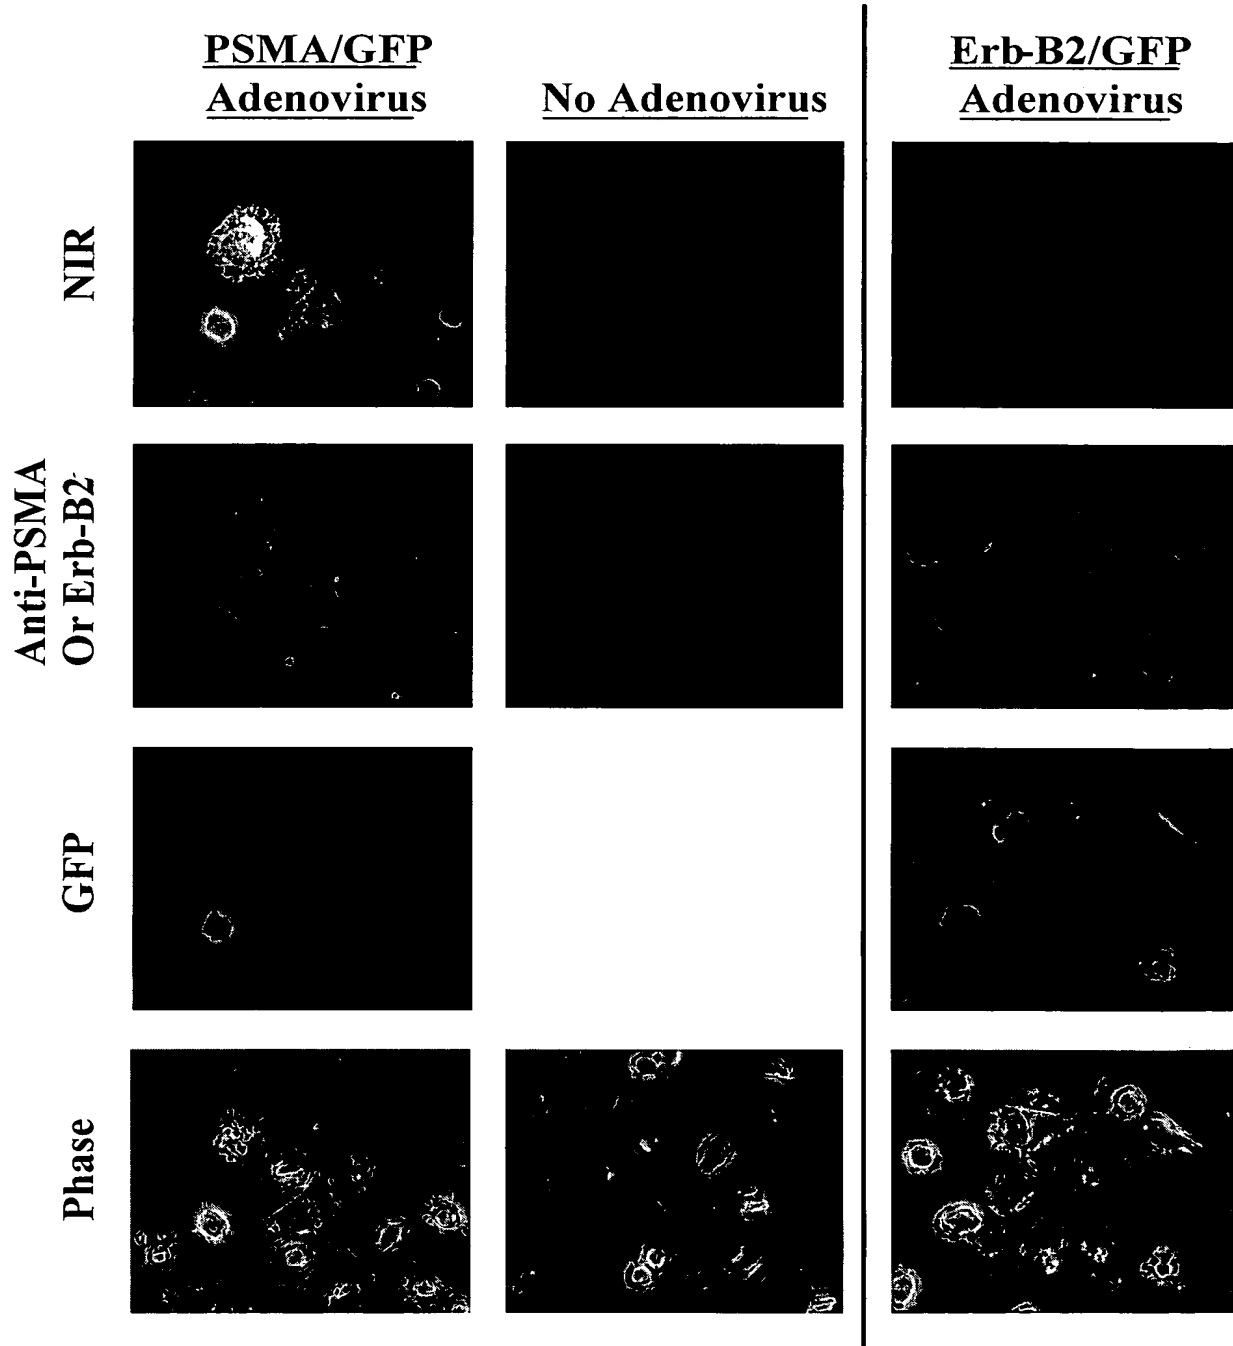 PSMA/GFP
Adenovirus
No Adenovirus
Erb-B2/GFP
Adenovirus
NIR
Anti-PSMA
Or Erb-B2
GFP
Phase